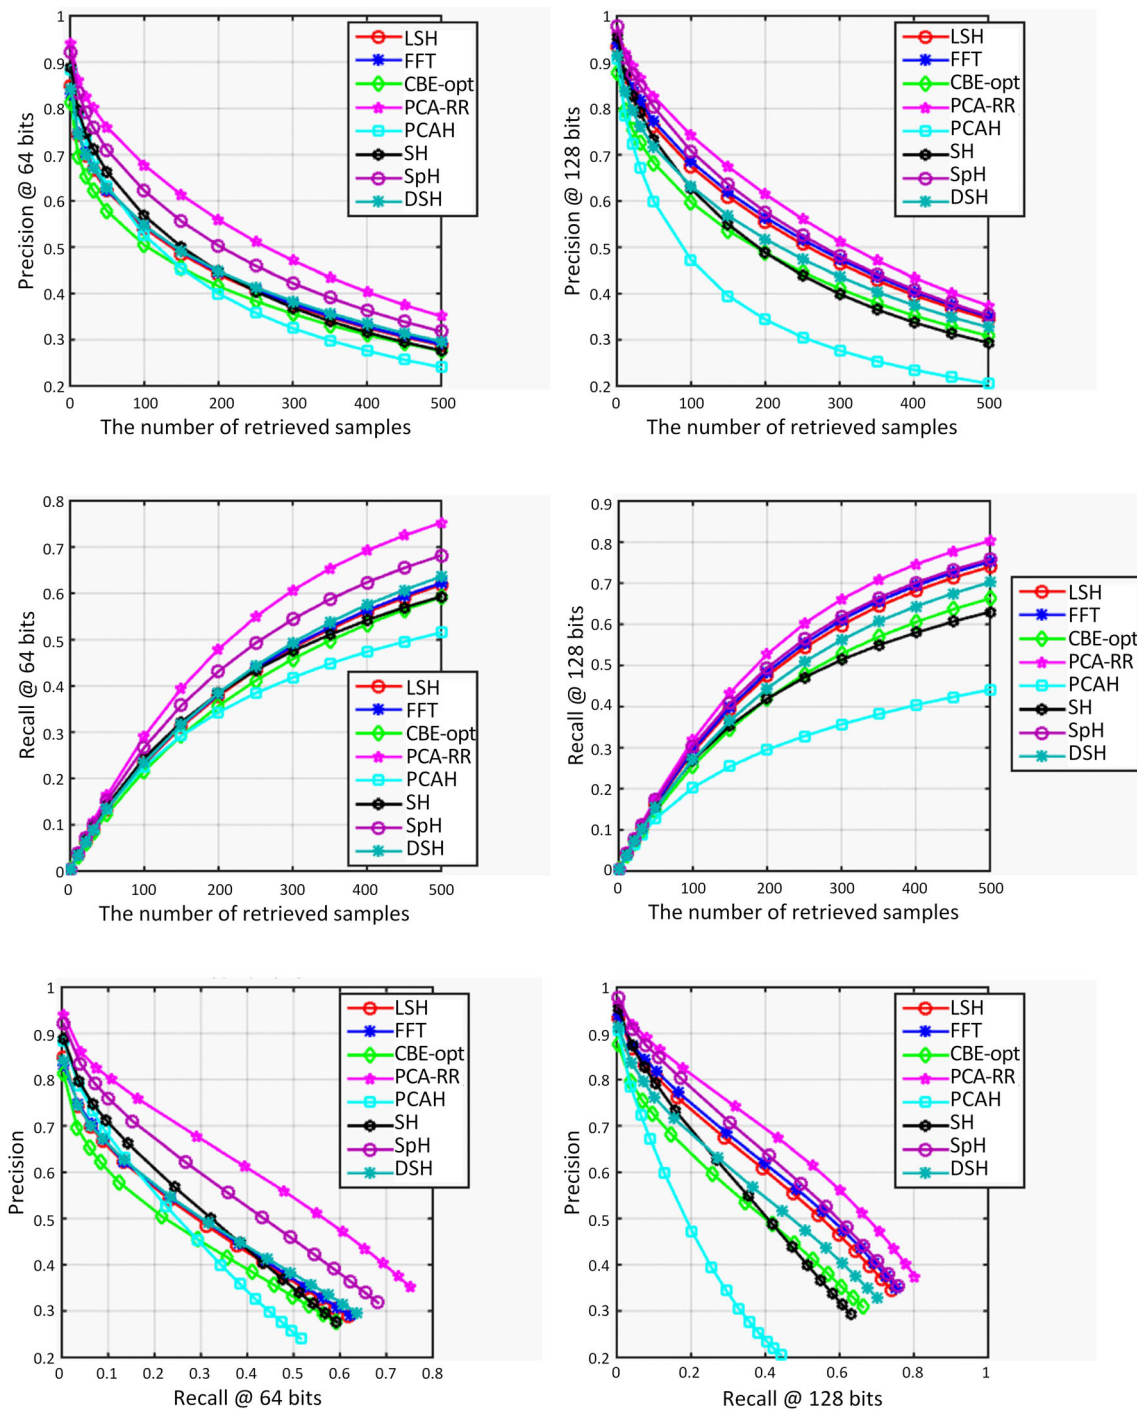 Precision @ 64 bits
1
0.9
0.8
0.7
0.6
0.5
0.4
0.3
0.2
0 100 200 300 400 500
The number of retrieved samples
LSH
FFT
CBE-opt
PCA-RR
PCAH
SH
SpH
DSH
Precision @ 128 bits
1
0.9
0.8
0.7
0.6
0.5
0.4
0.3
0.2
0 100 200 300 400 500
The number of retrieved samples
LSH
FFT
CBE-opt
PCA-RR
PCAH
SH
SpH
DSH
Recall @ 64 bits
0.8
0.7
0.6
0.5
0.4
0.3
0.2
0.1
0
0 100 200 300 400 500
The number of retrieved samples
LSH
FFT
CBE-opt
PCA-RR
PCAH
SH
SpH
DSH
Recall @ 128 bits
0.9
0.8
0.7
0.6
0.5
0.4
0.3
0.2
0.1
0
0 100 200 300 400 500
The number of retrieved samples
LSH
FFT
CBE-opt
PCA-RR
PCAH
SH
SpH
DSH
Precision
1
0.9
0.8
0.7
0.6
0.5
0.4
0.3
0.2
0 0.1 0.2 0.3 0.4 0.5 0.6 0.7 0.8
Recall @ 64 bits
LSH
FFT
CBE-opt
PCA-RR
PCAH
SH
SpH
DSH
Precision
1
0.9
0.8
0.7
0.6
0.5
0.4
0.3
0.2
0 0.2 0.4 0.6 0.8 1
Recall @ 128 bits
LSH
FFT
CBE-opt
PCA-RR
PCAH
SH
SpH
DSH